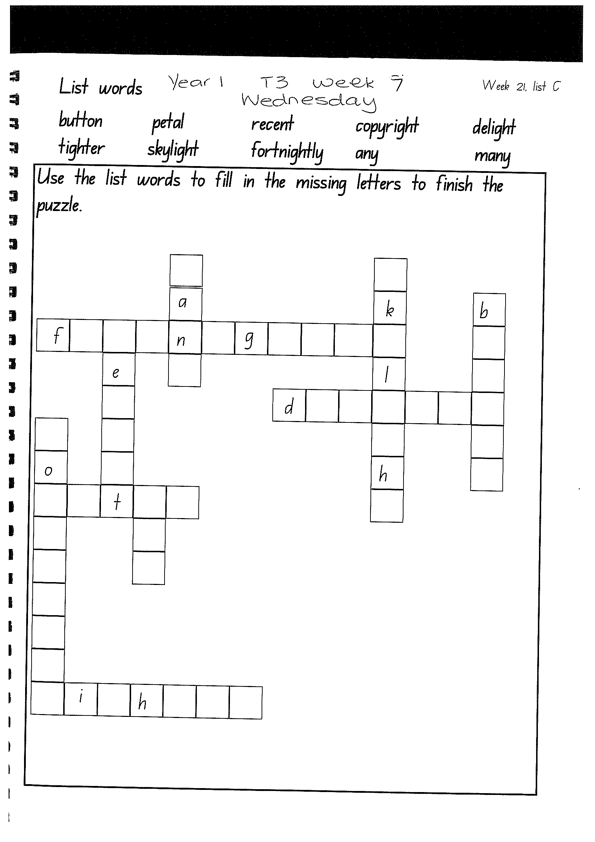 List words Year 1 T3 week 7 Week 21, list C
Wednesday
button petal recent copyright delight
tighter skylight fortnightly any many
Use the list words to fill in the missing letters to finish the
puzzle.
a k b
f n g
e l
d
o h
t
i h